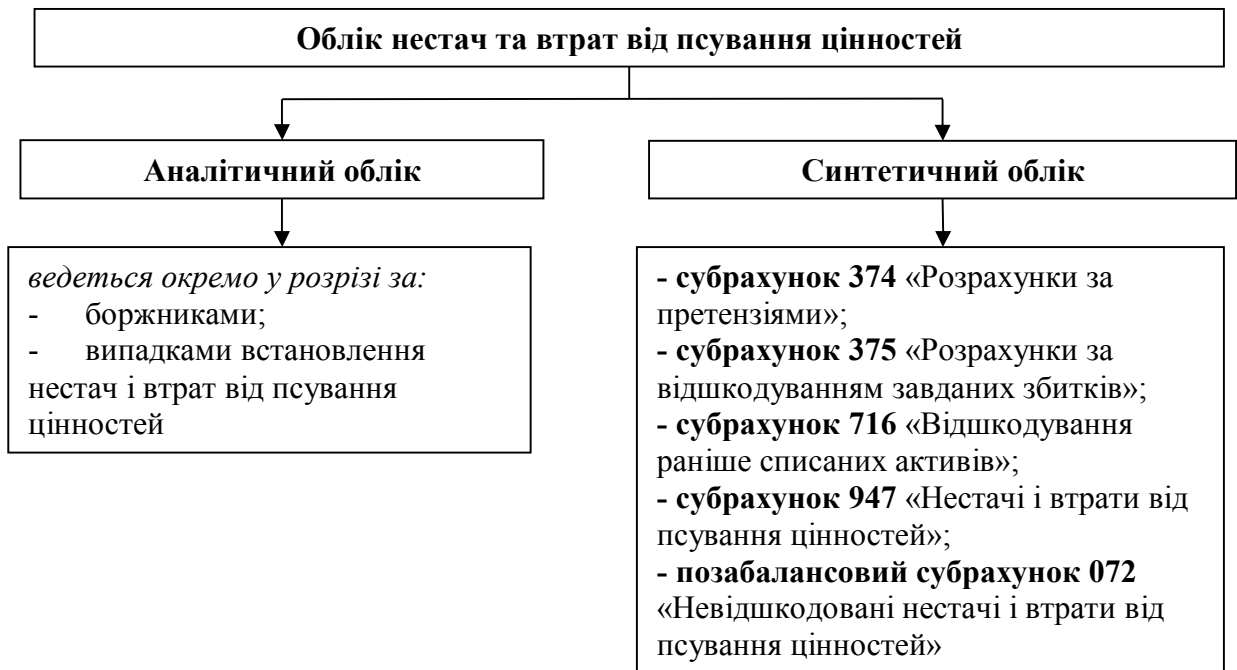 Облік нестач та втрат від псування цінностей
Аналітичний облік
Синтетичний облік
ведеться окремо у розрізі за:
- боржниками;
- випадками встановлення
нестач і втрат від псування
цінностей
- субрахунок 374 «Розрахунки за
претензіями»;
- субрахунок 375 «Розрахунки за
відшкодуванням завданих збитків»;
- субрахунок 716 «Відшкодування
раніше списаних активів»;
- субрахунок 947 «Нестачі і втрати від
псування цінностей»;
- позабалансовий субрахунок 072
«Невідшкодовані нестачі і втрати від
псування цінностей»